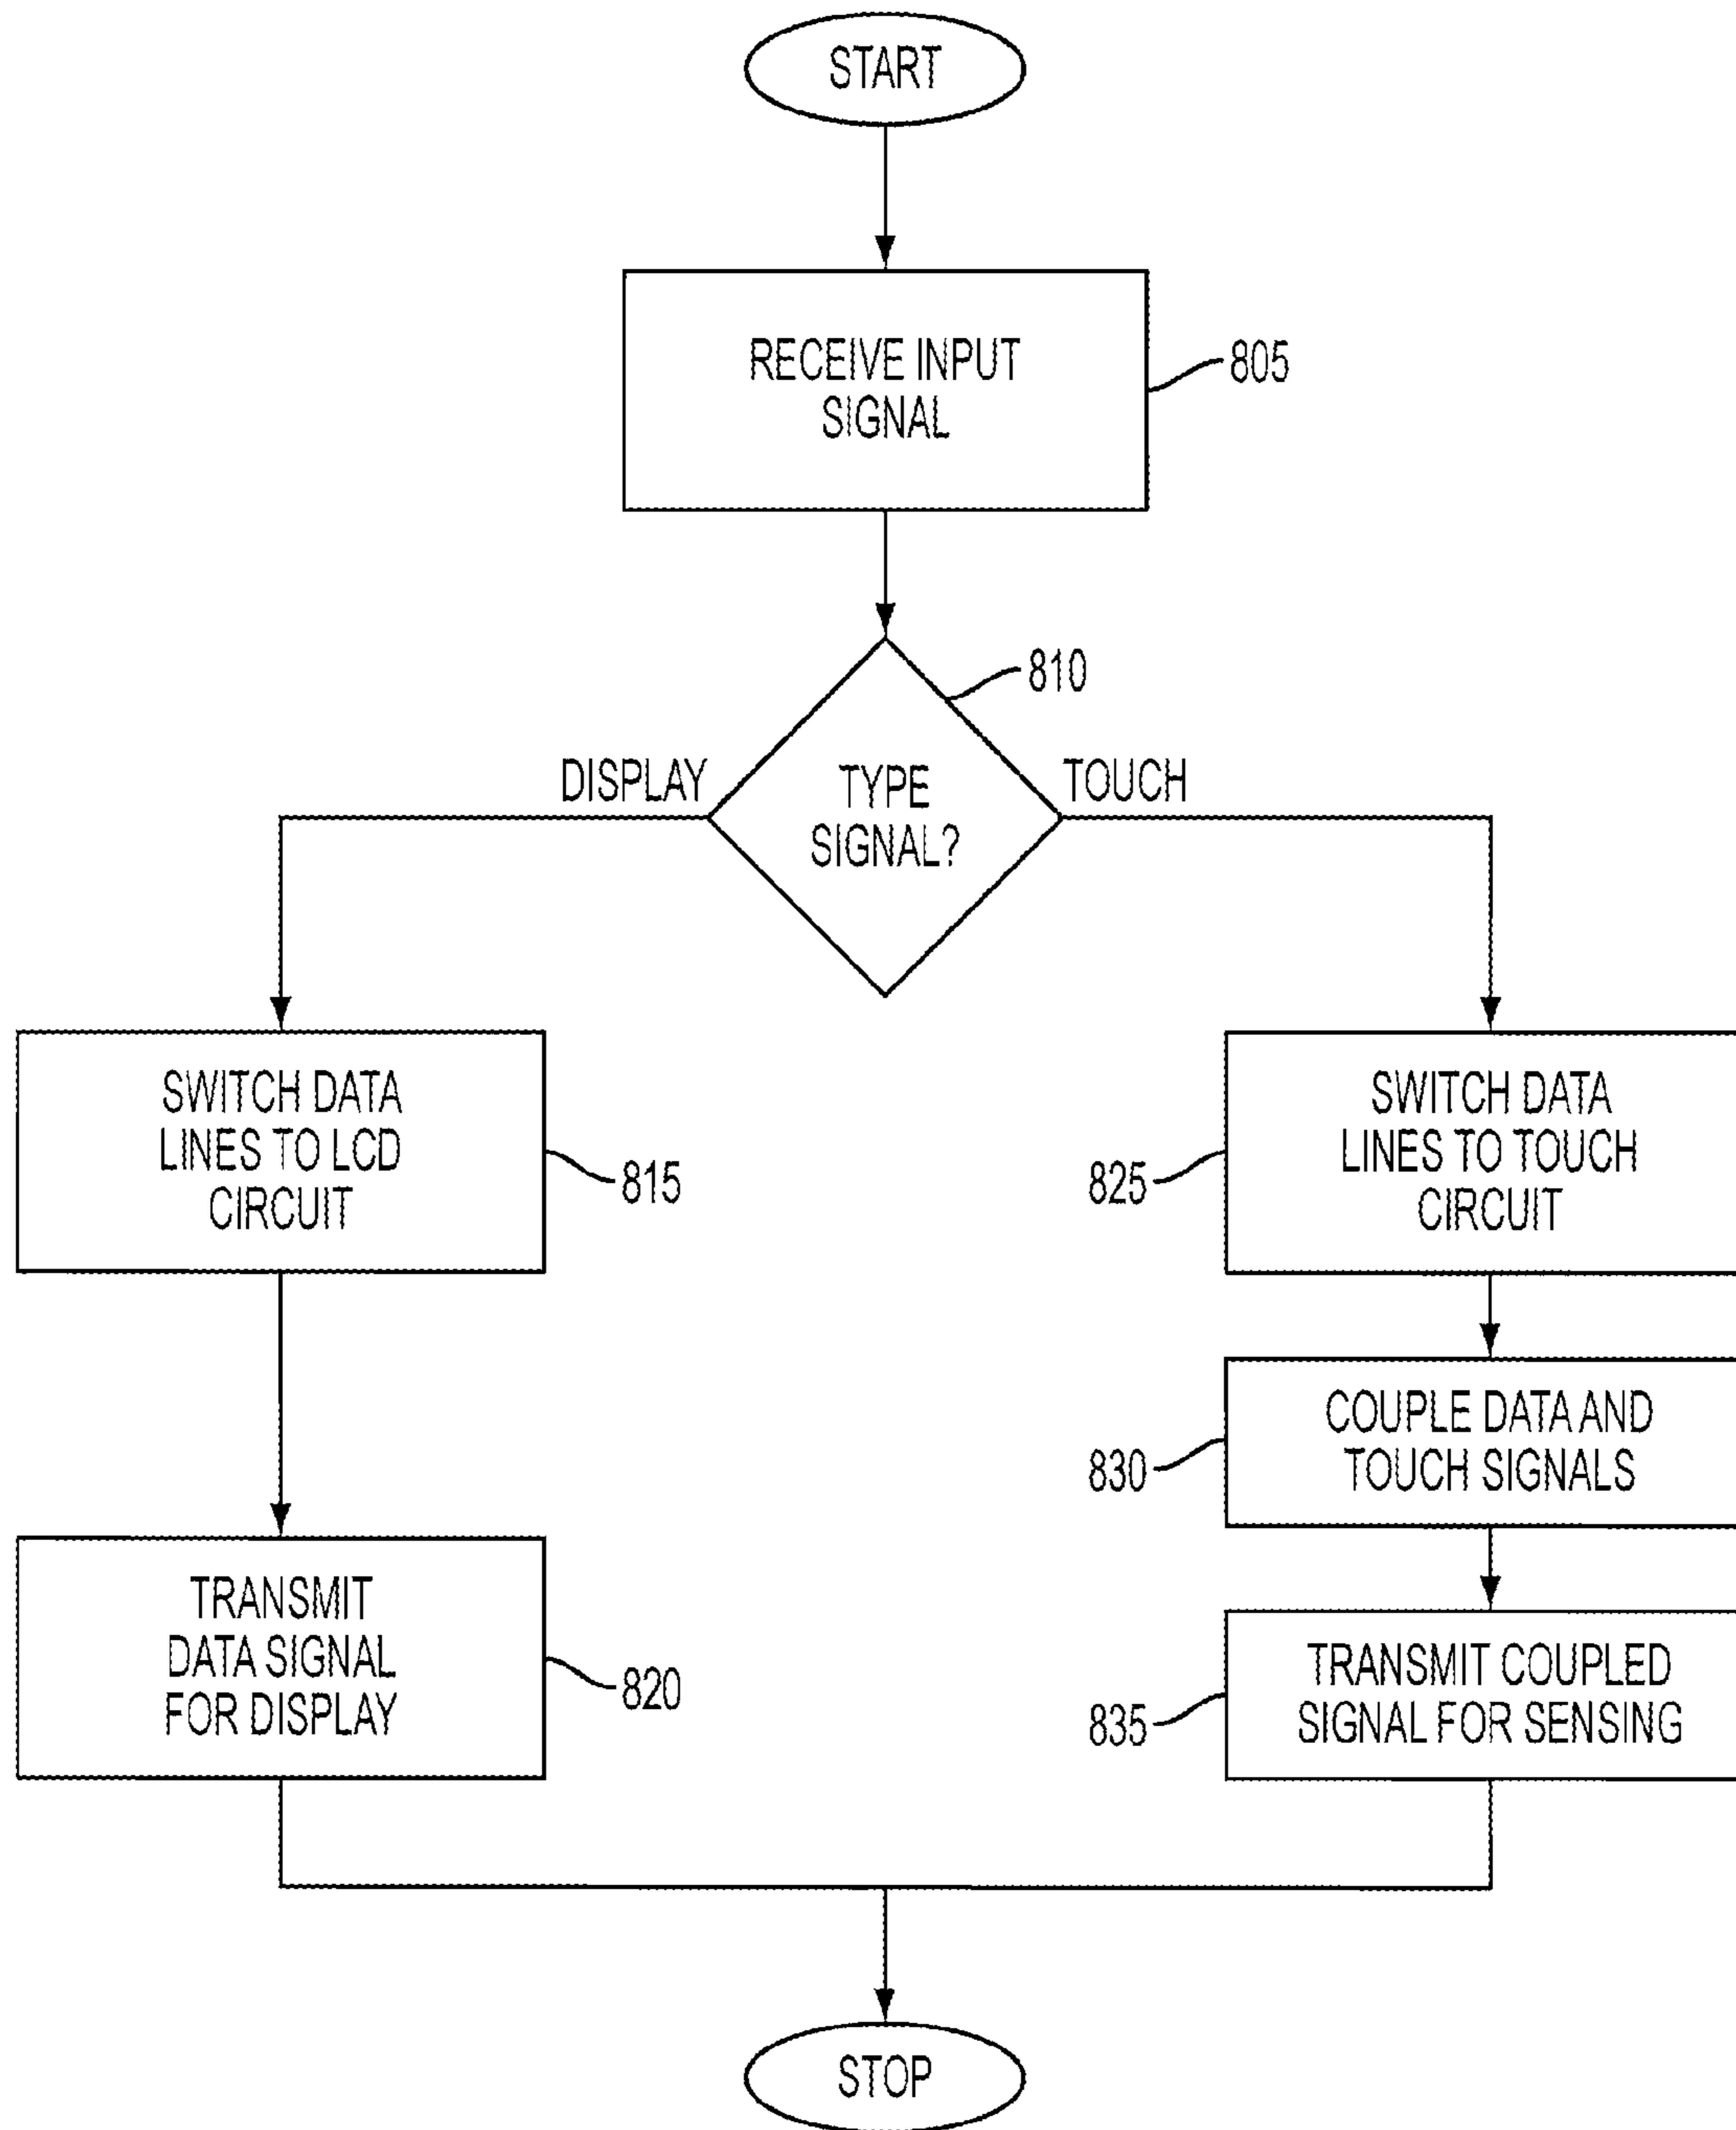 START
RECEIVE INPUT
SIGNAL
805
810
DISPLAY
TYPE
SIGNAL?
TOUCH
SWITCH DATA
LINES TO LCD
CIRCUIT
815
TRANSMIT
DATA SIGNAL
FOR DISPLAY
820
SWITCH DATA
LINES TO TOUCH
CIRCUIT
825
COUPLE DATA AND
TOUCH SIGNALS
830
TRANSMIT COUPLED
SIGNAL FOR SENSING
835
STOP